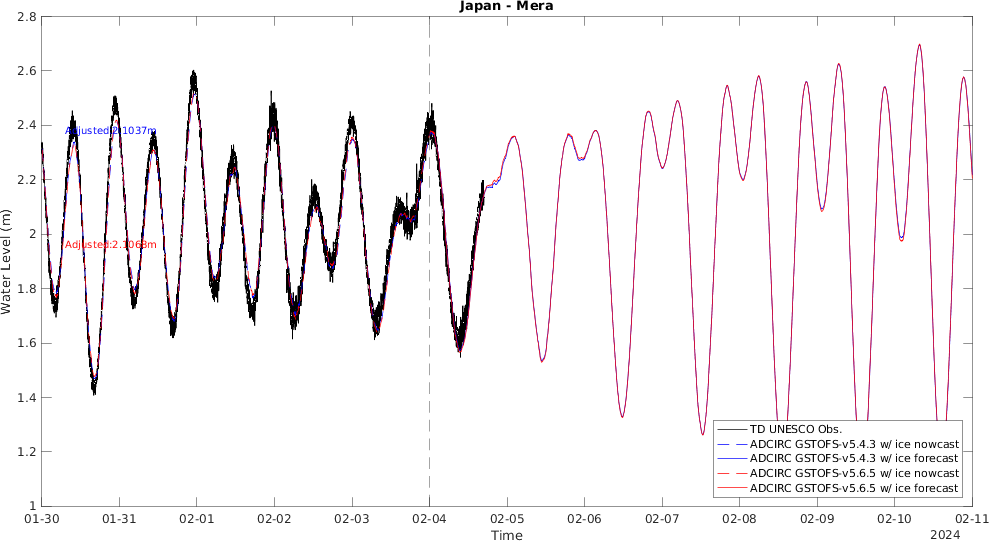 Japan - Mera
2.8
2.6
2.4
2.2
2
1.8
1.6
1.4
1.2
1
Water Level (m)
Adjusted:2.1037m
Adjusted:2.1063m
TD UNESCO Obs.
ADCIRC GSTOFS-v5.4.3 w/ ice nowcast
ADCIRC GSTOFS-v5.4.3 w/ ice forecast
ADCIRC GSTOFS-v5.6.5 w/ ice nowcast
ADCIRC GSTOFS-v5.6.5 w/ ice forecast
01-30 01-31 02-01 02-02 02-03 02-04 02-05 02-06 02-07 02-08 02-09 02-10 02-11
Time
2024